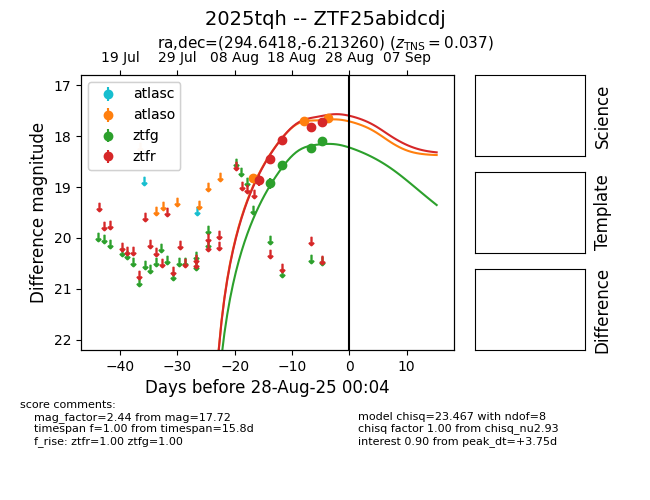 2025tqh -- ZTF25abidcdj
ra,dec=(294.6418,-6.213260) (zTNS = 0.037)
19 Jul 29 Jul 08 Aug 18 Aug 28 Aug 07 Sep
atlasc
atlaso
ztfg
ztfr
17
18
19
20
21
22
Difference magnitude
−40 −30 −20 −10 0 10
Days before 28-Aug-25 00:04
Science
Template
Difference
score comments:
mag_factor=2.44 from mag=17.72
timespan f=1.00 from timespan=15.8d
f_rise: ztfr=1.00 ztfg=1.00
model chisq=23.467 with ndof=8
chisq factor 1.00 from chisq_nu2.93
interest 0.90 from peak_dt=+3.75d